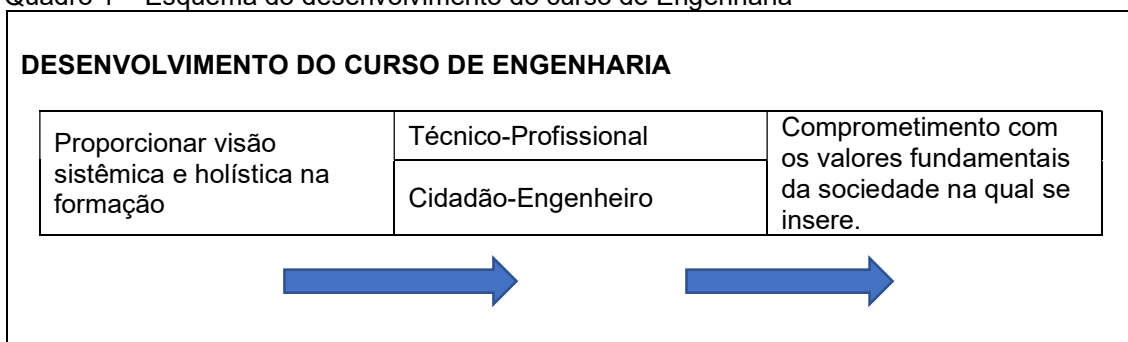 Quadro 1 – Esquema do desenvolvimento do curso de Engenharia
DESENVOLVIMENTO DO CURSO DE ENGENHARIA
Proporcionar visão
sistêmica e holística na
formação
Técnico-Profissional
Cidadão-Engenheiro
Comprometimento com
os valores fundamentais
da sociedade na qual se
insere.